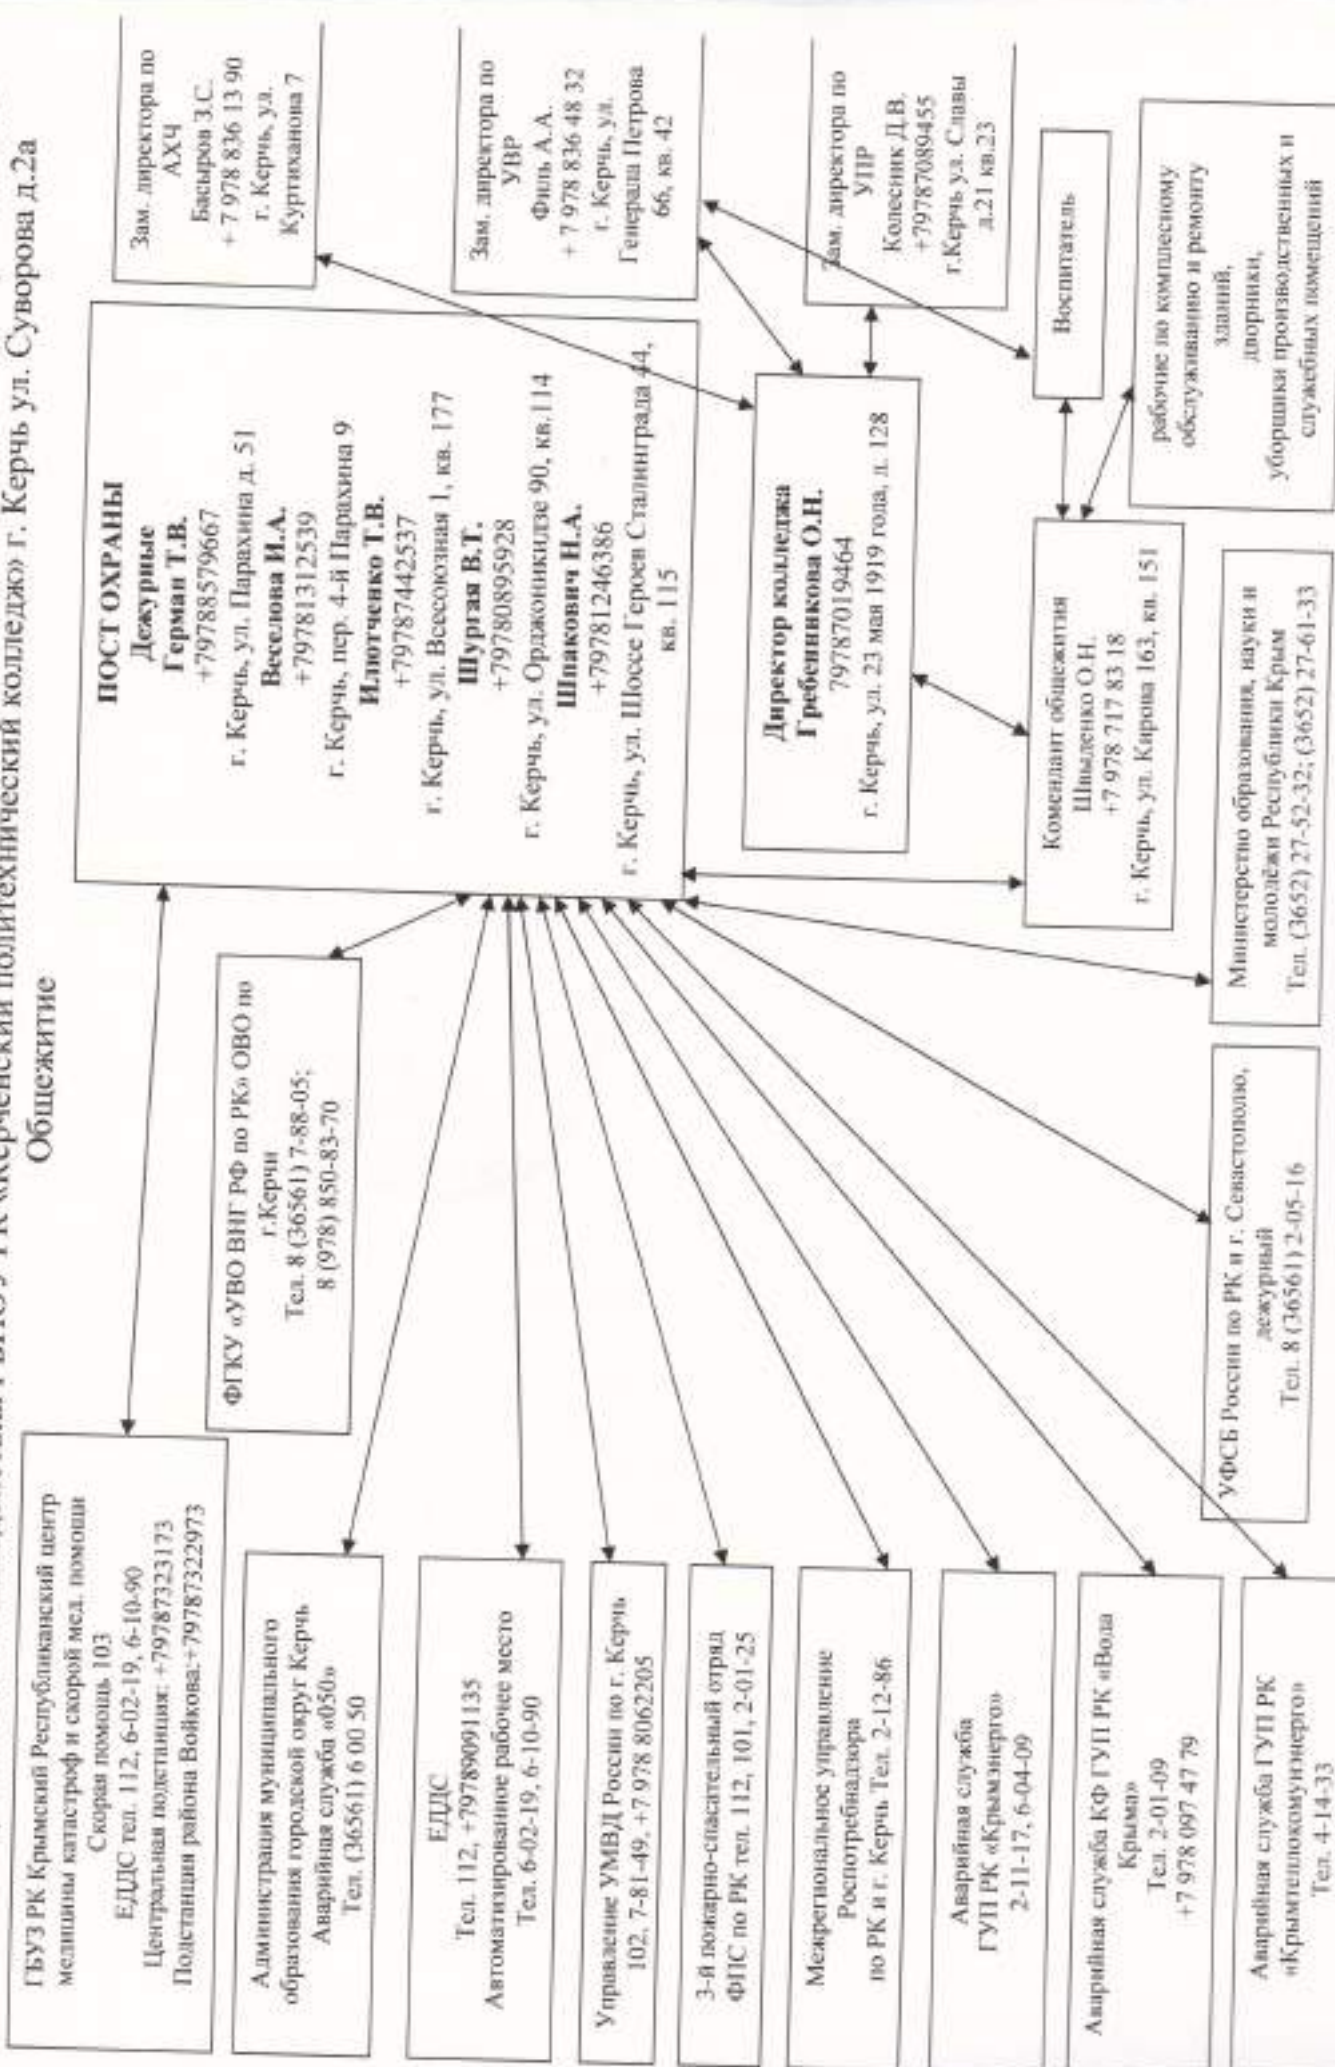 «Керченский политехнический колледж» г. Керчь ул. Суворова д.2а
Общежитие
ГБУЗ РК Крымский Республиканский центр
медицины катастроф и скорой мед. помощи
Скорая помощь 103
ЕДДС тел. 112, 6-02-19, 6-10-90
Центральная подстанция: +79787323173
Подстанция района Войкова:+79787322973
ФГКУ «УВО ВНГ РФ по РК» ОВО по
г.Керчи
Тел. 8 (36561) 7-88-05;
8 (978) 850-83-70
Администрация муниципального
образования городской округ Керчь
Аварийная служба «050»
Тел. (36561) 6 00 50
ЕДДС
Тел. 112, +79789091135
Автоматизированное рабочее место
Тел. 6-02-19, 6-10-90
Управление УМВД России по г. Керчь
102, 7-81-49, +7 978 8062205
3-й пожарно-спасательный отряд
ФПС по РК тел. 112, 101, 2-01-25
Межрегиональное управление
Роспотребнадзора
по РК и г. Керчь Тел. 2-12-86
Аварийная служба
ГУП РК «Крымэнерго»
2-11-17, 6-04-09
Аварийная служба КФ ГУП РК «Вода
Крыма»
Тел. 2-01-09
+7 978 097 47 79
Аварийная служба ГУП РК
«Крымтеплокомунэнерго»
Тел. 4-14-33
УФСБ России по РК и г. Севастополю,
дежурный
Тел. 8 (36561) 2-05-16
Министерство образования, науки и
молодёжи Республики Крым
Тел. (3652) 27-52-32; (3652) 27-61-33
ПОСТ ОХРАНЫ
Дежурные
Герман Т.В.
+79788579667
г. Керчь, ул. Парахина д. 51
Веселова И.А.
+79781312539
г. Керчь, пер. 4-й Парахина 9
Илютченко Т.В.
+79787442537
г. Керчь, ул. Всесоюзная 1, кв. 177
Шургая В.Т.
+79780895928
г. Керчь, ул. Орджоникидзе 90, кв.114
Шпакович Н.А.
+79781246386
г. Керчь, ул. Шоссе Героев Сталинграда 44,
кв. 115
Директор колледжа
Гребенникова О.Н.
79787019464
г. Керчь, ул. 23 мая 1919 года, д. 128
Комендант общежития
Швыденко О.Н.
+7 978 717 83 18
г. Керчь, ул. Кирова 163, кв. 151
Зам. директора по
АХЧ
Басыров З.С.
+ 7 978 836 13 90
г. Керчь, ул.
Куртиханова 7
Зам. директора по
УВР
Филь А.А.
+ 7 978 836 48 32
г. Керчь, ул.
Генерала Петрова
66, кв. 42
Зам. директора по
УПР
Колесник Д.В.
+79787089455
г.Керчь ул. Славы
д.21 кв.23
Воспитатель
рабочие по комплесному
обслуживанию и ремонту
зданий,
дворники,
уборщики производственных и
служебных помещений